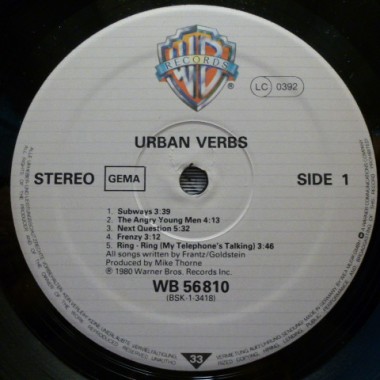 WB
RECORDS
®
LC 0392
URBAN VERBS
STEREO GEMA SIDE 1
1. Subways 3:39
2. The Angry Young Men 4:13
3. Next Question 5:32
4. Frenzy 3:12
5. Ring - Ring (My Telephone's Talking) 3:46
All songs written by Frantz/Goldstein
Produced by Mike Thorne
℗ 1980 Warner Bros. Records Inc.
WB 56810
(BSK-1-3418)
33